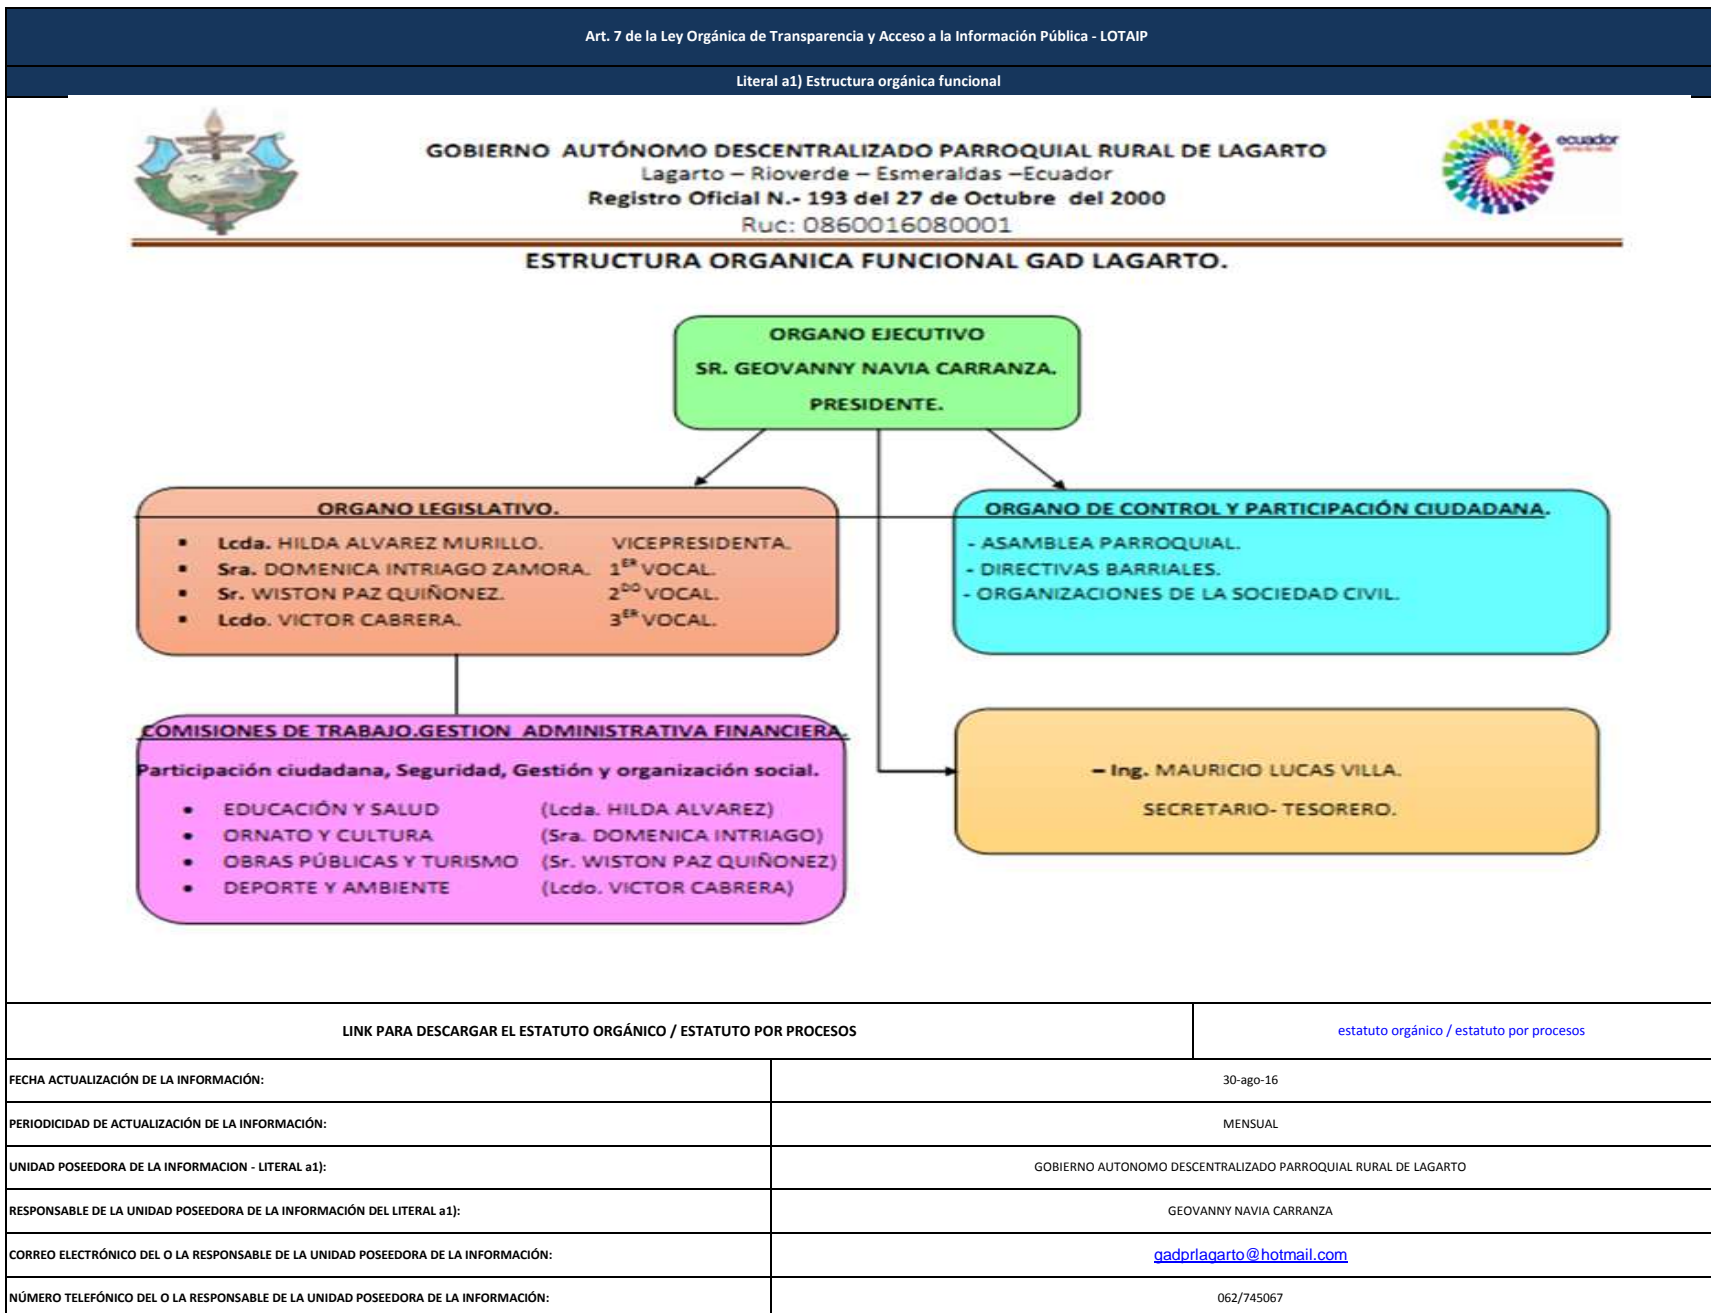 Art. 7 de la Ley Orgánica de Transparencia y Acceso a la Información Pública - LOTAIP
Literal a1) Estructura orgánica funcional
GOBIERNO AUTÓNOMO DESCENTRALIZADO PARROQUIAL RURAL DE LAGARTO
Lagarto – Rioverde – Esmeraldas –Ecuador
Registro Oficial N.- 193 del 27 de Octubre del 2000
Ruc: 0860016080001
ecuador
ESTRUCTURA ORGANICA FUNCIONAL GAD LAGARTO.
ORGANO EJECUTIVO
SR. GEOVANNY NAVIA CARRANZA.
PRESIDENTE.
ORGANO LEGISLATIVO.
▪ Lcda. HILDA ALVAREZ MURILLO. VICEPRESIDENTA.
▪ Sra. DOMENICA INTRIAGO ZAMORA. 1ER VOCAL.
▪ Sr. WISTON PAZ QUIÑONEZ. 2DO VOCAL.
▪ Lcdo. VICTOR CABRERA. 3ER VOCAL.
ORGANO DE CONTROL Y PARTICIPACIÓN CIUDADANA.
- ASAMBLEA PARROQUIAL.
- DIRECTIVAS BARRIALES.
- ORGANIZACIONES DE LA SOCIEDAD CIVIL.
COMISIONES DE TRABAJO.GESTION ADMINISTRATIVA FINANCIERA.
Participación ciudadana, Seguridad, Gestión y organización social.
• EDUCACIÓN Y SALUD (Lcda. HILDA ALVAREZ)
• ORNATO Y CULTURA (Sra. DOMENICA INTRIAGO)
• OBRAS PÚBLICAS Y TURISMO (Sr. WISTON PAZ QUIÑONEZ)
• DEPORTE Y AMBIENTE (Lcdo. VICTOR CABRERA)
– Ing. MAURICIO LUCAS VILLA.
SECRETARIO- TESORERO.
LINK PARA DESCARGAR EL ESTATUTO ORGÁNICO / ESTATUTO POR PROCESOS estatuto orgánico / estatuto por procesos
FECHA ACTUALIZACIÓN DE LA INFORMACIÓN: 30-ago-16
PERIODICIDAD DE ACTUALIZACIÓN DE LA INFORMACIÓN: MENSUAL
UNIDAD POSEEDORA DE LA INFORMACION - LITERAL a1): GOBIERNO AUTONOMO DESCENTRALIZADO PARROQUIAL RURAL DE LAGARTO
RESPONSABLE DE LA UNIDAD POSEEDORA DE LA INFORMACIÓN DEL LITERAL a1): GEOVANNY NAVIA CARRANZA
CORREO ELECTRÓNICO DEL O LA RESPONSABLE DE LA UNIDAD POSEEDORA DE LA INFORMACIÓN: gadprlagarto@hotmail.com
NÚMERO TELEFÓNICO DEL O LA RESPONSABLE DE LA UNIDAD POSEEDORA DE LA INFORMACIÓN: 062/745067